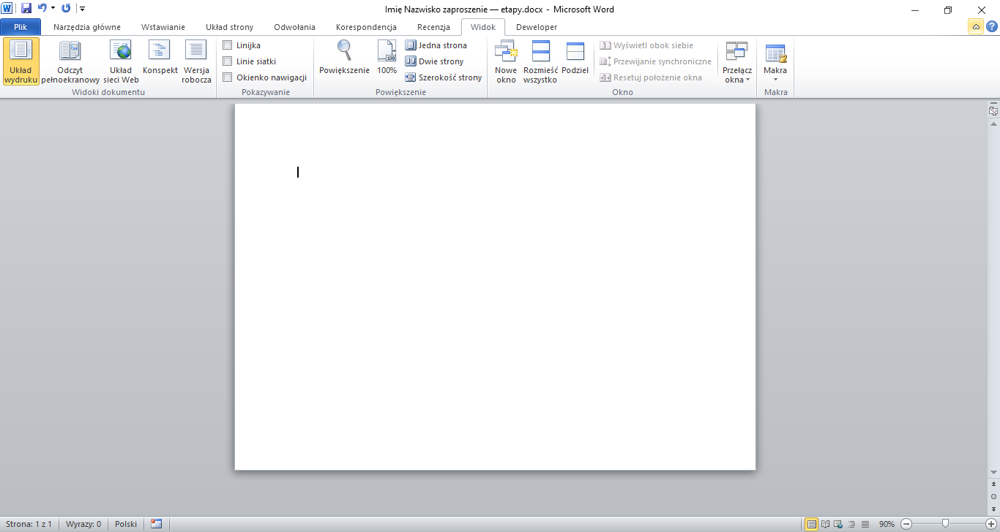 Imię Nazwisko zaproszenie — etapy.docx - Microsoft Word
Plik Narzędzia główne Wstawianie Układ strony Odwołania Korespondencja Recenzja Widok Deweloper
Układ wydruku
Odczyt pełnoekranowy
Układ sieci Web
Konspekt
Wersja robocza
Widoki dokumentu
Linijka
Linie siatki
Okienko nawigacji
Pokazywanie
Powiększenie
100
100%
Jedna strona
Dwie strony
Szerokość strony
Powiększenie
Nowe okno
Rozmieść wszystko
Podziel
Wyświetl obok siebie
Przewijanie synchroniczne
Resetuj położenie okna
Przełącz okna
Okno
Makra
Makra
Strona: 1 z 1 Wyrazy: 0 Polski 90%